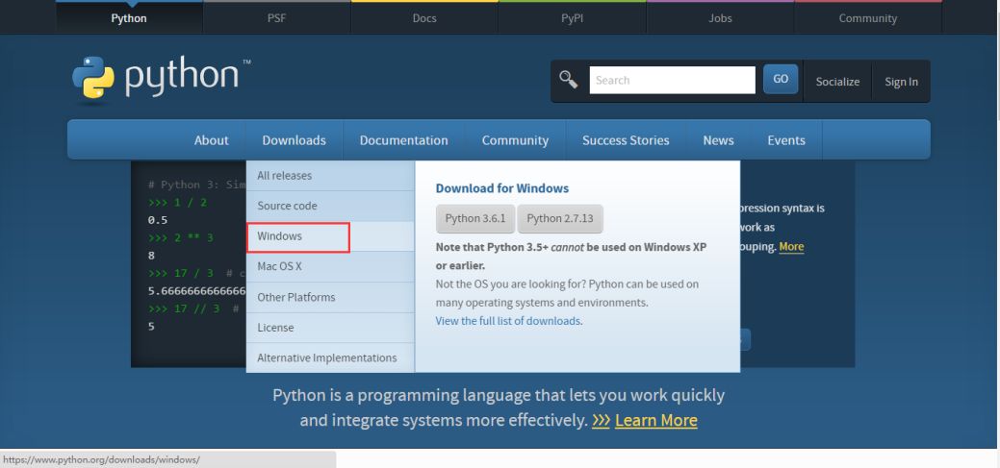 Python PSF Docs PyPI Jobs Community
python™
Search GO Socialize Sign In
About Downloads Documentation Community Success Stories News Events
# Python 3: Sim
>>> 1 / 2
0.5
>>> 2 ** 3
8
>>> 17 / 3 # c
5.6666666666666
>>> 17 // 3 #
5
All releases
Source code
Windows
Mac OS X
Other Platforms
License
Alternative Implementations
Download for Windows
Python 3.6.1 Python 2.7.13
Note that Python 3.5+ cannot be used on Windows XP
or earlier.
Not the OS you are looking for? Python can be used on
many operating systems and environments.
View the full list of downloads.
pression syntax is
work as
ouping. More
Python is a programming language that lets you work quickly
and integrate systems more effectively. >>> Learn More
https://www.python.org/downloads/windows/